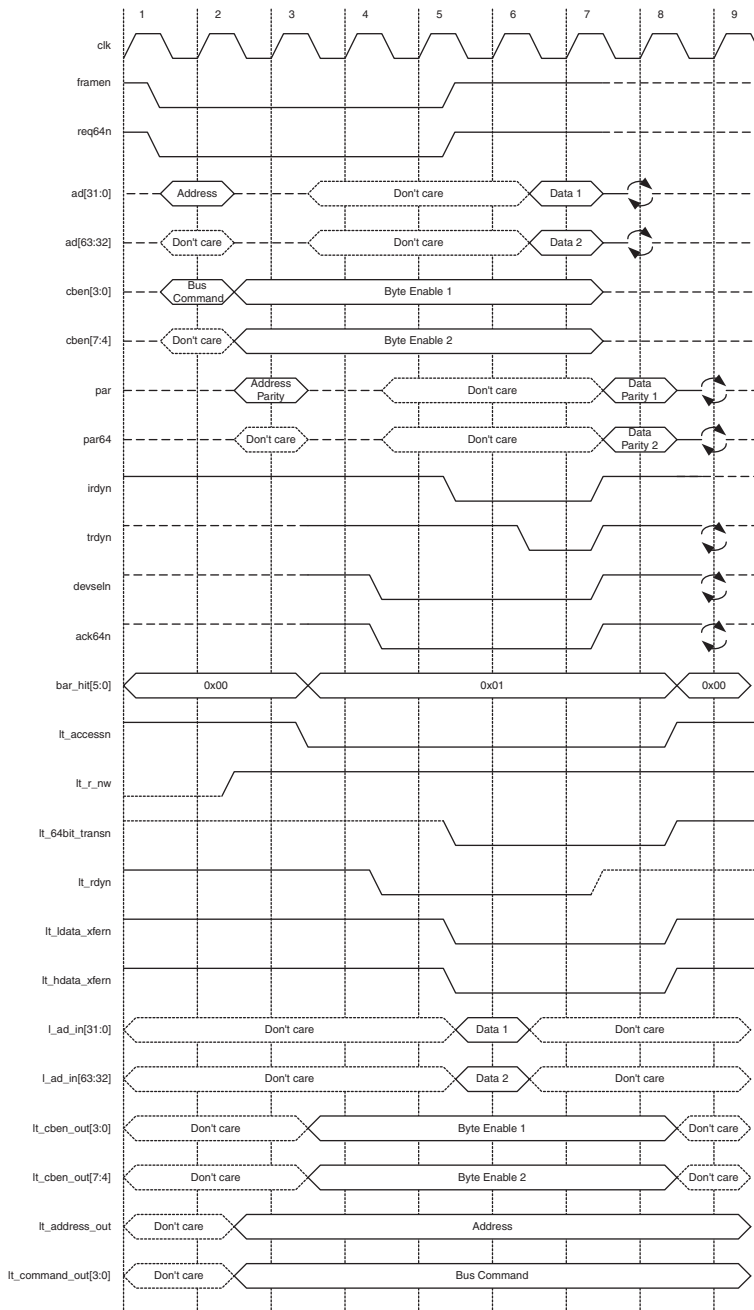 1 2 3 4 5 6 7 8 9
clk
framen
req64n
ad[31:0] Address Don't care Data 1
ad[63:32] Don't care Don't care Data 2
cben[3:0] Bus Command Byte Enable 1
cben[7:4] Don't care Byte Enable 2
par Address Parity Don't care Data Parity 1
par64 Don't care Don't care Data Parity 2
irdyn
trdyn
devseln
ack64n
bar_hit[5:0] 0x00 0x01 0x00
lt_accessn
lt_r_nw
lt_64bit_transn
lt_rdyn
lt_ldata_xfern
lt_hdata_xfern
l_ad_in[31:0] Don't care Data 1 Don't care
l_ad_in[63:32] Don't care Data 2 Don't care
lt_cben_out[3:0] Don't care Byte Enable 1 Don't care
lt_cben_out[7:4] Don't care Byte Enable 2 Don't care
lt_address_out Don't care Address
lt_command_out[3:0] Don't care Bus Command